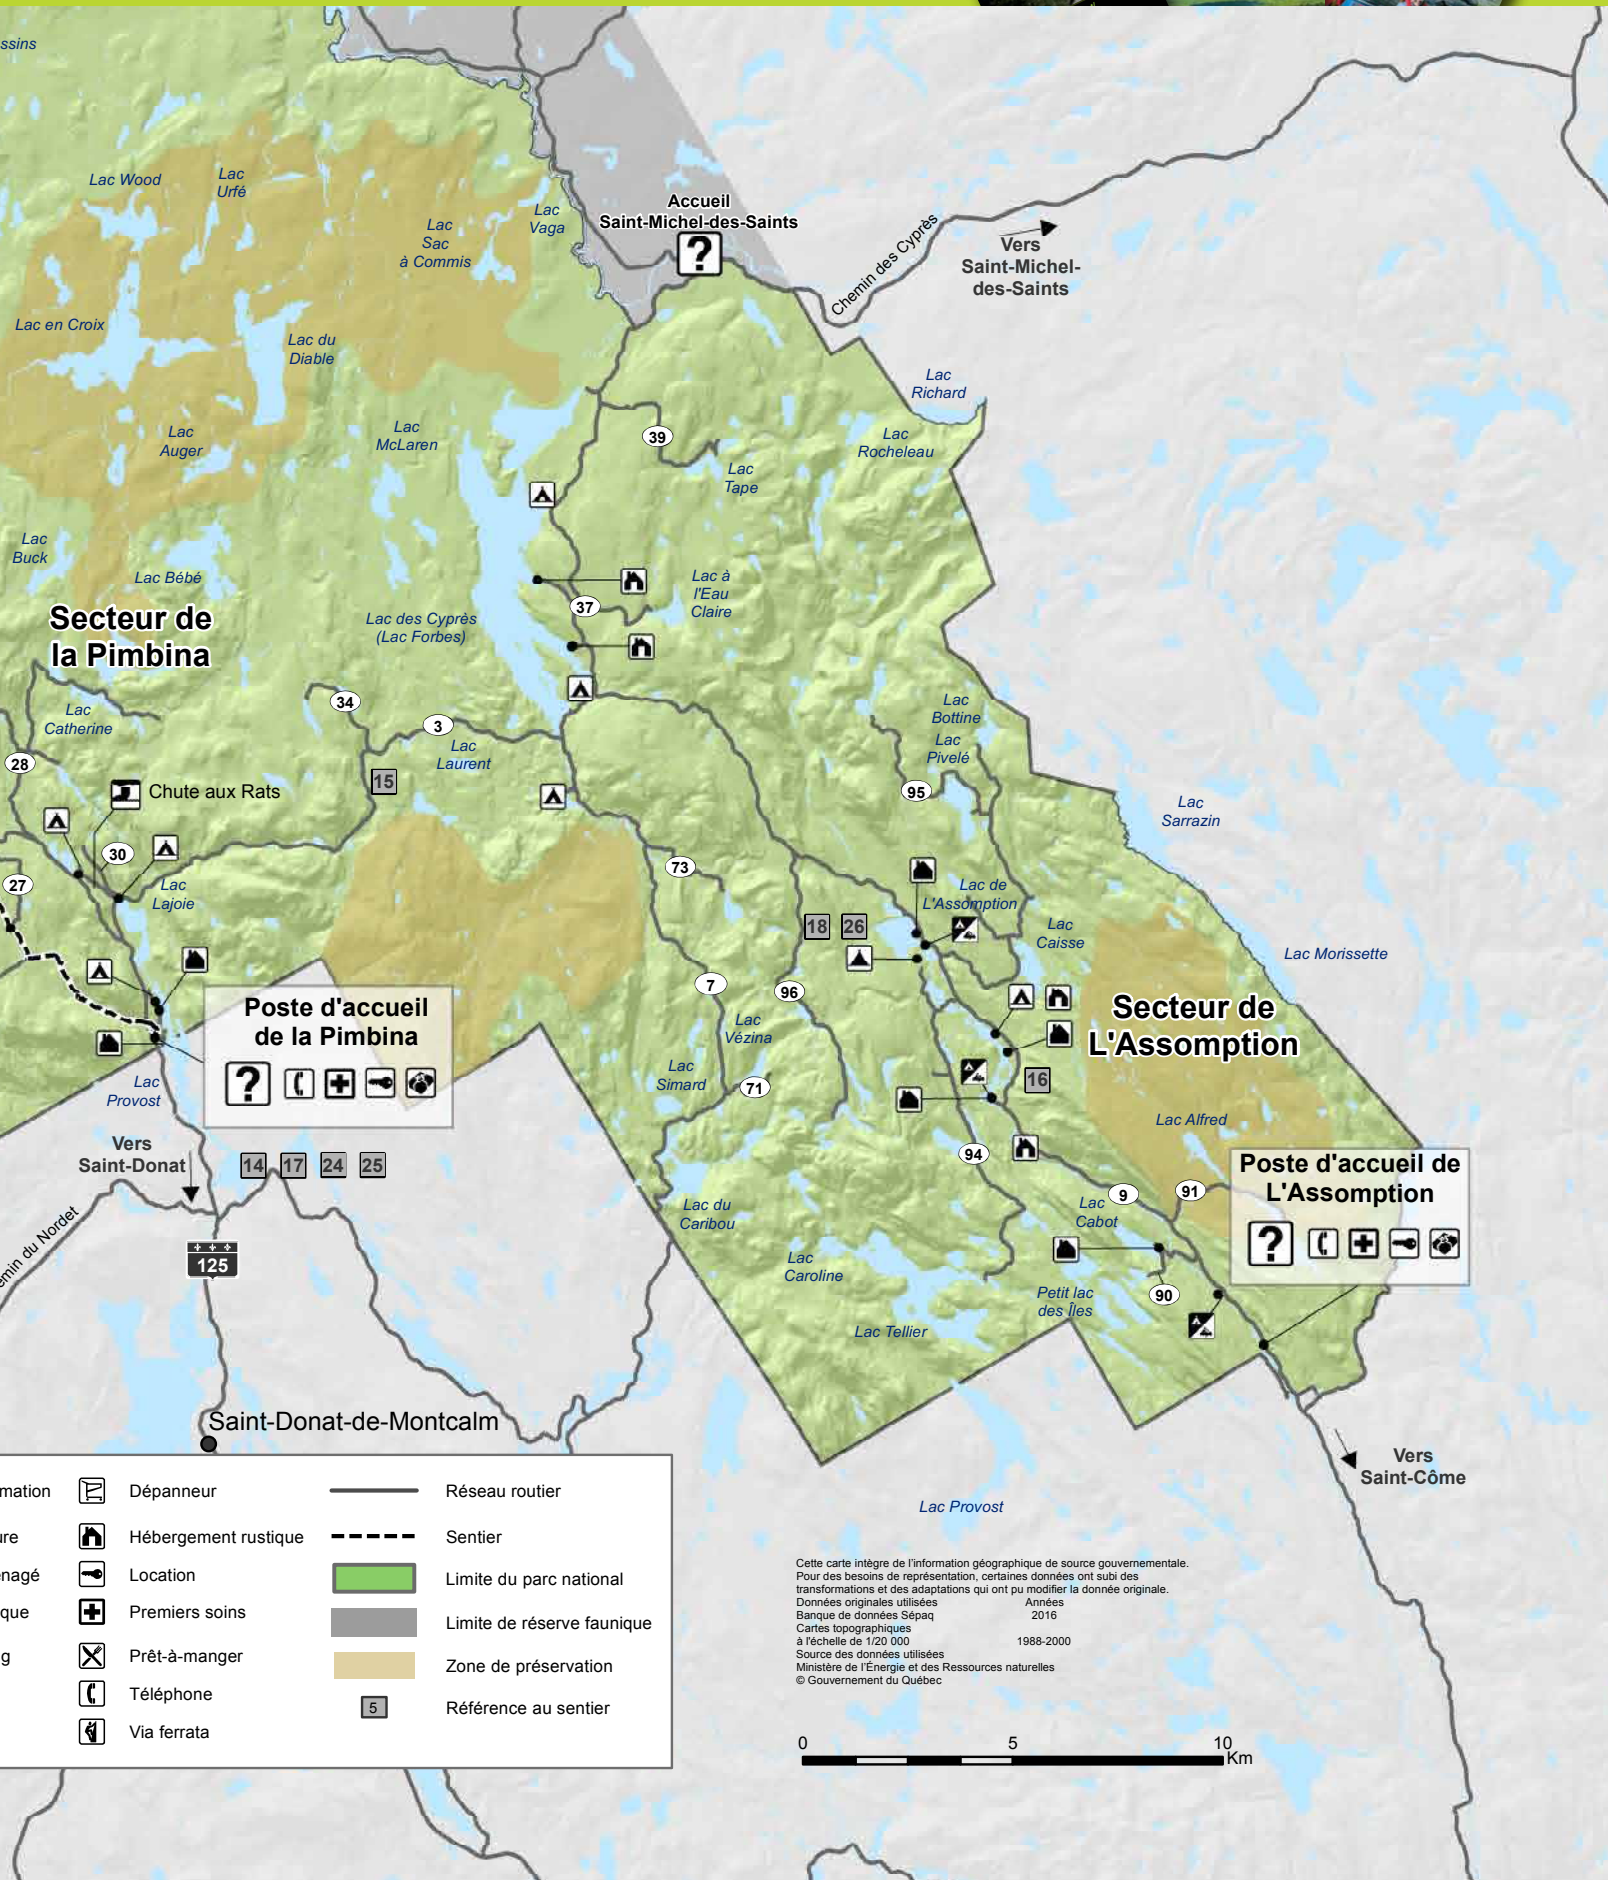 ssins
Lac Wood
Lac
Urfé
Lac
Sac
à Commis
Lac
Vaga
Accueil
Saint-Michel-des-Saints
?
Chemin des Cyprès
Vers
Saint-Michel-
des-Saints
Lac en Croix
Lac du
Diable
Lac
Richard
Lac
Auger
Lac
McLaren
39
Lac
Rocheleau
Lac
Tape
Lac
Buck
Lac Bébé
Lac à
l'Eau
Claire
37
Secteur de
la Pimbina
Lac des Cyprès
(Lac Forbes)
Lac
Catherine
34
3
Lac
Laurent
Lac
Bottine
Lac
Pivelé
28
Chute aux Rats
15
95
Lac
Sarrazin
30
27
Lac
Lajoie
73
Lac de
L'Assomption
18
26
Lac
Caisse
Lac Morissette
7
96
Poste d'accueil
de la Pimbina
?
Lac
Vézina
Secteur de
L'Assomption
Lac
Simard
71
16
Lac
Provost
Lac Alfred
Vers
Saint-Donat
14
17
24
25
94
Poste d'accueil de
L'Assomption
?
9
91
Lac du
Caribou
Lac
Cabot
emin du Nordet
125
Lac
Caroline
Petit lac
des Îles
90
Lac Tellier
Saint-Donat-de-Montcalm
Vers
Saint-Côme
Lac Provost
mation
Dépanneur
Réseau routier
ure
Hébergement rustique
Sentier
énagé
Location
Limite du parc national
que
Premiers soins
Limite de réserve faunique
g
Prêt-à-manger
Zone de préservation
Téléphone
5
Référence au sentier
Via ferrata
Cette carte intègre de l'information géographique de source gouvernementale.
Pour des besoins de représentation, certaines données ont subi des
transformations et des adaptations qui ont pu modifier la donnée originale.
Données originales utilisées Années
Banque de données Sépaq 2016
Cartes topographiques
à l'échelle de 1/20 000 1988-2000
Source des données utilisées
Ministère de l'Énergie et des Ressources naturelles
© Gouvernement du Québec
0 5 10
Km